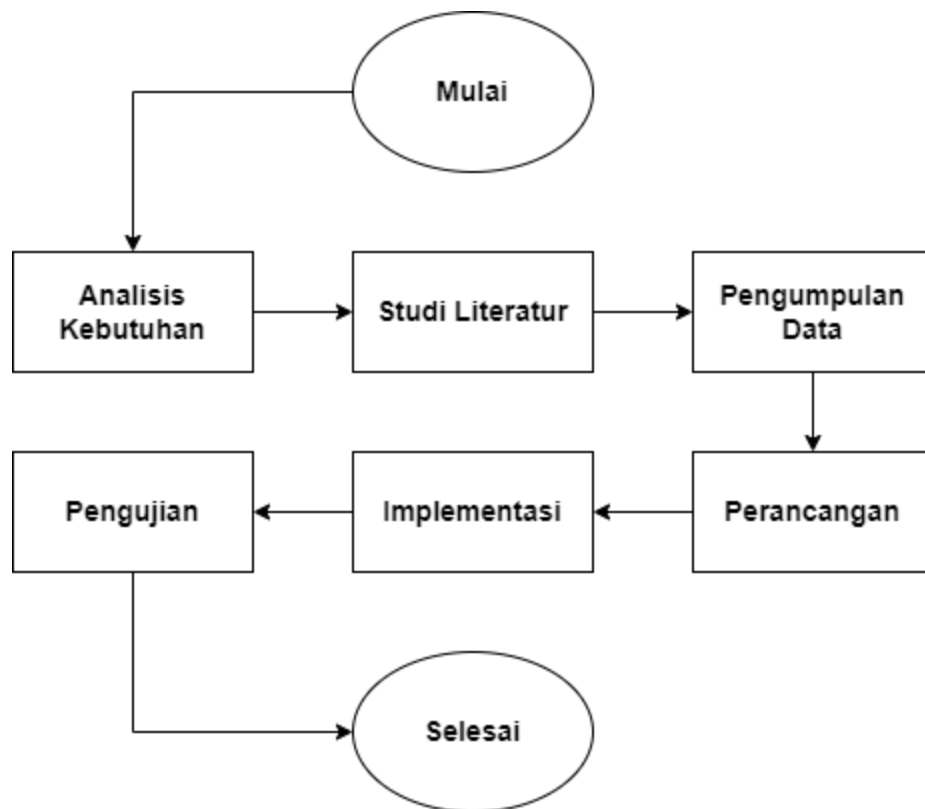 Mulai
Analisis
Kebutuhan
Studi Literatur
Pengumpulan
Data
Perancangan
Implementasi
Pengujian
Selesai